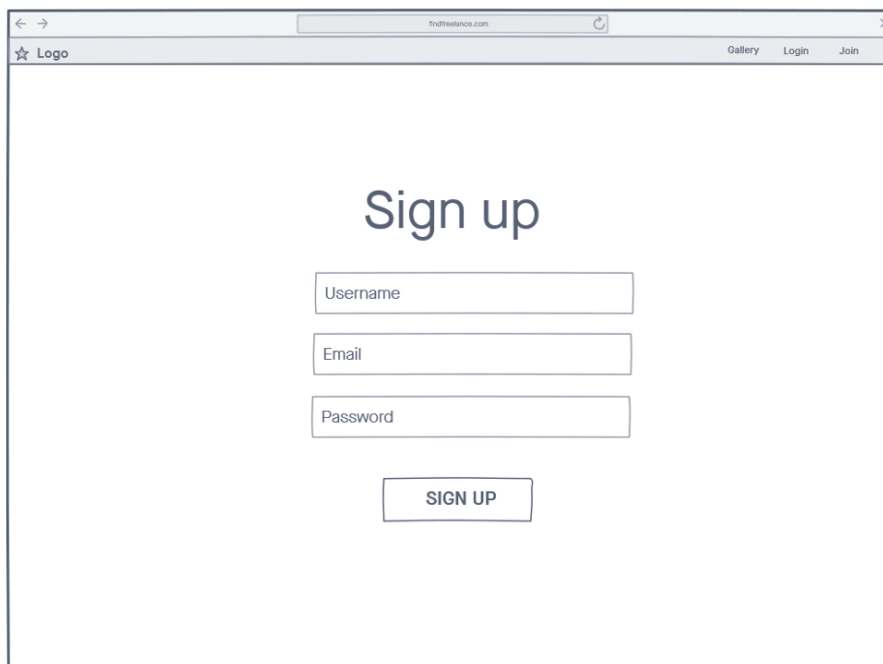 findfreelance.com
Logo Gallery Login Join
Sign up
Username
Email
Password
SIGN UP